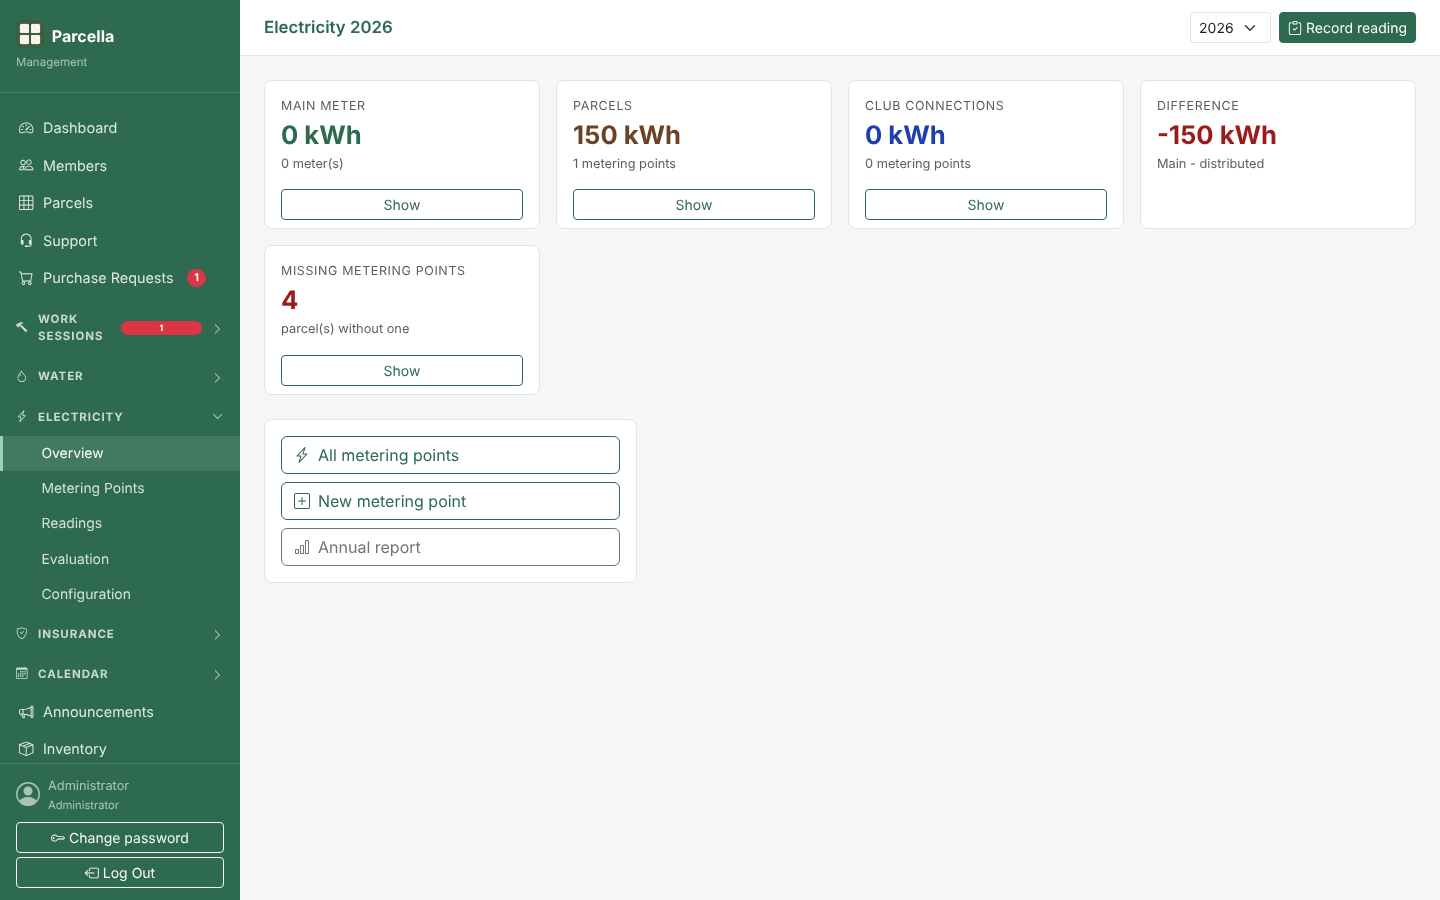 Parcella
Management
Dashboard
Members
Parcels
Support
Purchase Requests 1
WORK SESSIONS 1
WATER
ELECTRICITY
Overview
Metering Points
Readings
Evaluation
Configuration
INSURANCE
CALENDAR
Announcements
Inventory
Administrator
Administrator
Change password
Log Out
Electricity 2026
2026
Record reading
MAIN METER
0 kWh
0 meter(s)
Show
PARCELS
150 kWh
1 metering points
Show
CLUB CONNECTIONS
0 kWh
0 metering points
Show
DIFFERENCE
-150 kWh
Main - distributed
MISSING METERING POINTS
4
parcel(s) without one
Show
All metering points
New metering point
Annual report